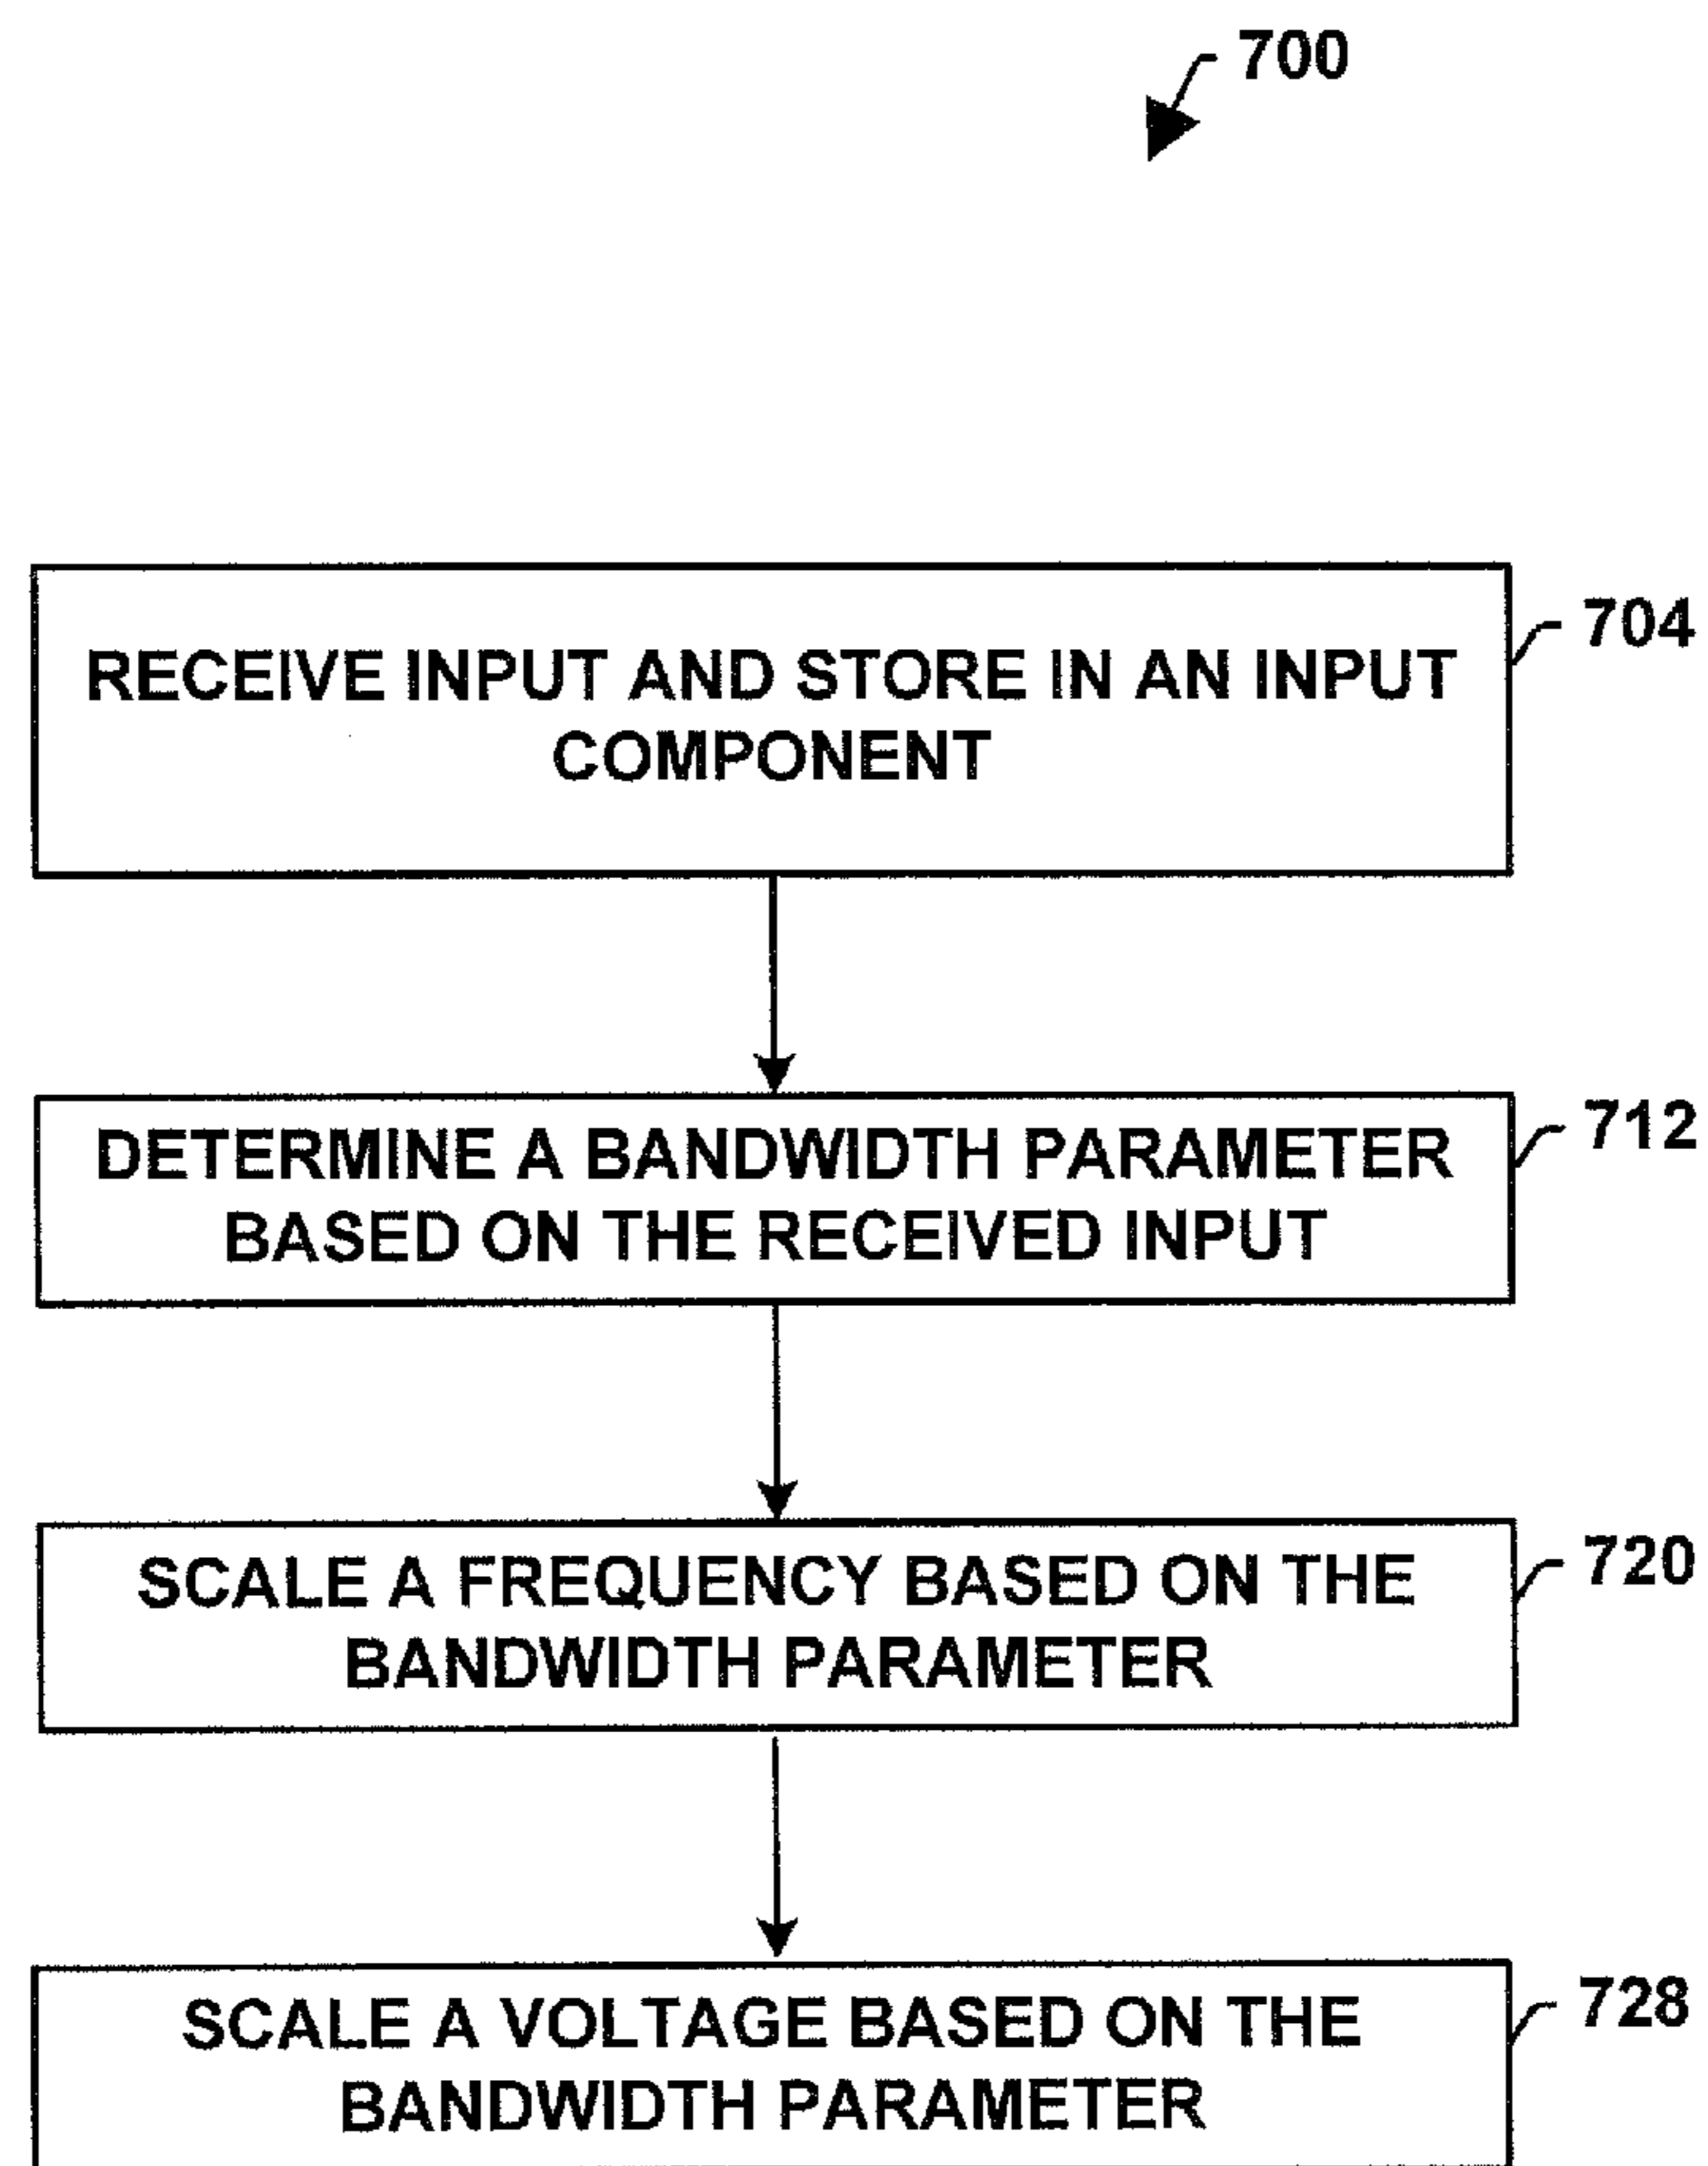 700
RECEIVE INPUT AND STORE IN AN INPUT
COMPONENT
704
DETERMINE A BANDWIDTH PARAMETER
BASED ON THE RECEIVED INPUT
712
SCALE A FREQUENCY BASED ON THE
BANDWIDTH PARAMETER
720
SCALE A VOLTAGE BASED ON THE
BANDWIDTH PARAMETER
728